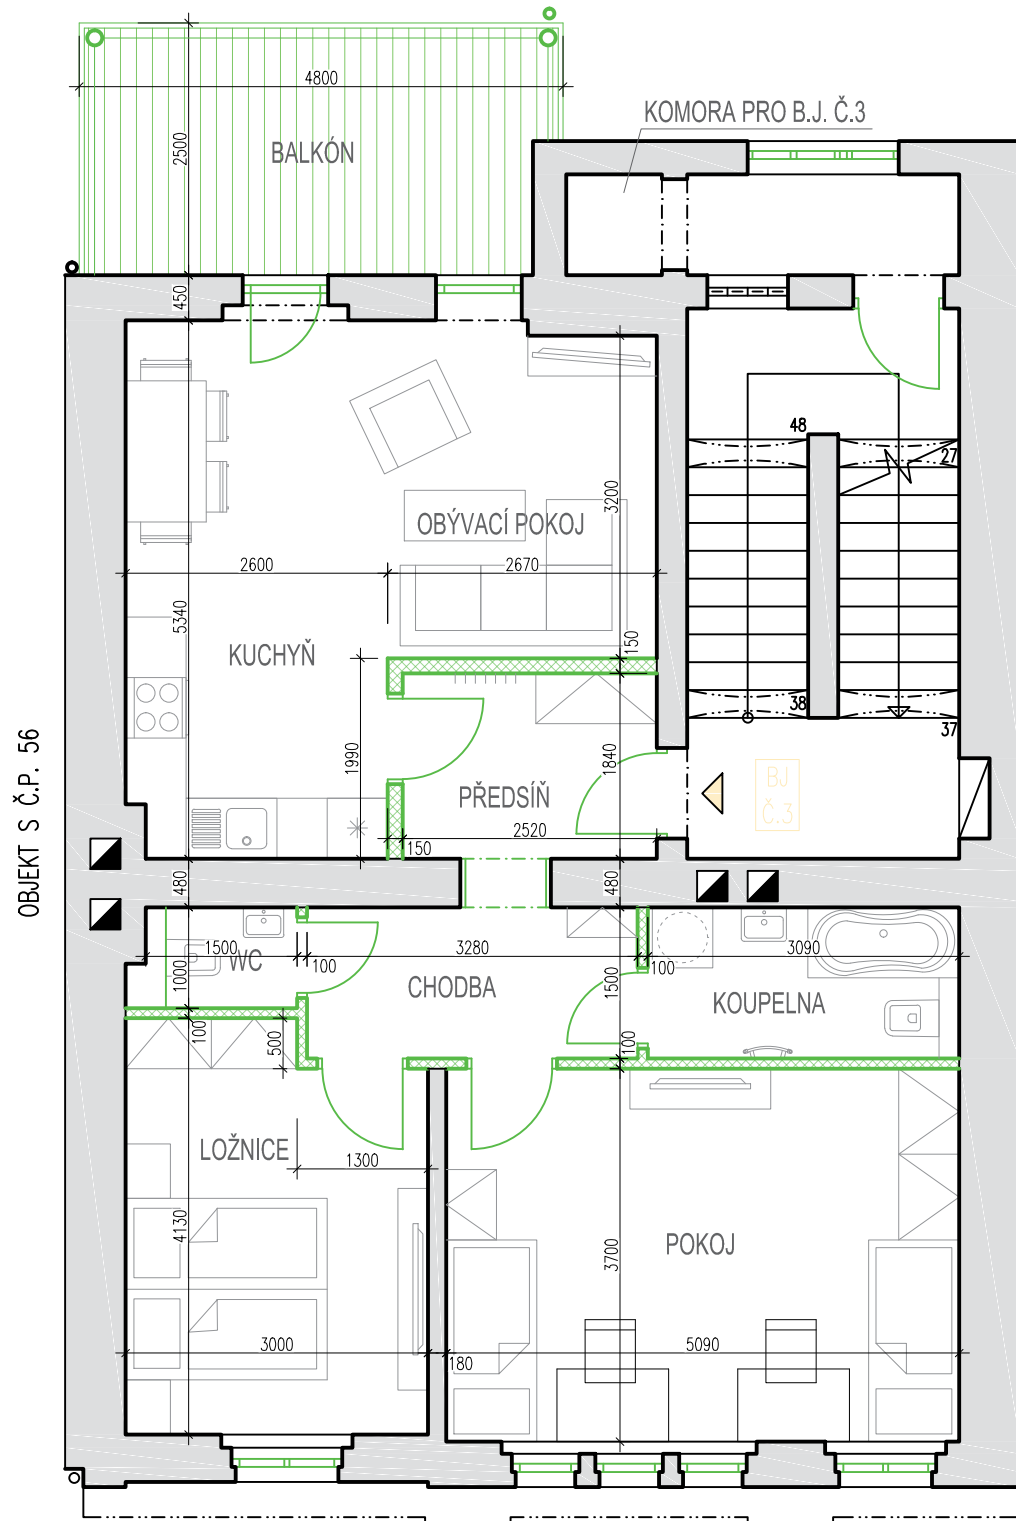 4800
KOMORA PRO B.J. Č.3
2500
BALKÓN
450
48
27
3200
OBÝVACÍ POKOJ
2600
2670
5340
KUCHYŇ
150
38
37
1990
1840
BJ
Č.3
PŘEDSÍŇ
2520
150
OBJEKT S Č.P. 56
480
480
1500
WC
100
3280
100
3090
1000
CHODBA
1500
KOUPELNA
100
500
100
LOŽNICE
1300
4130
3700
POKOJ
3000
180
5090